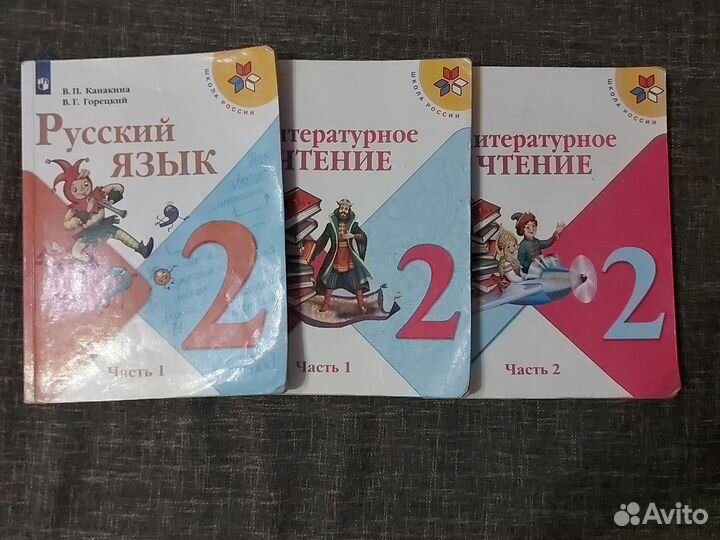 В. П. Канакина
В. Г. Горецкий
Русский
язык
2
Часть 1
ШКОЛА РОССИИ
итературное
чтение
2
Часть 1
ШКОЛА РОССИИ
итературное
чтение
2
Часть 2
ШКОЛА РОССИИ
Avito